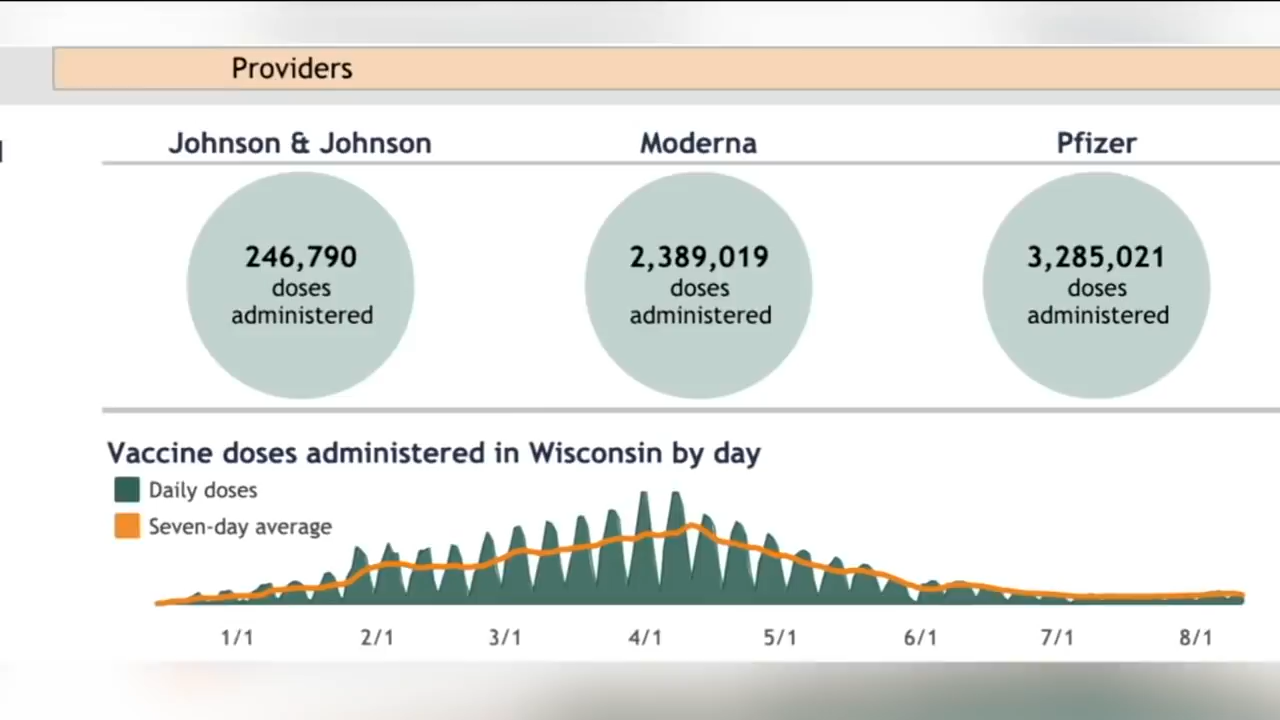 Providers
Johnson & Johnson
Moderna
Pfizer
246,790
doses
administered
2,389,019
doses
administered
3,285,021
doses
administered
Vaccine doses administered in Wisconsin by day
Daily doses
Seven-day average
1/1
2/1
3/1
4/1
5/1
6/1
7/1
8/1